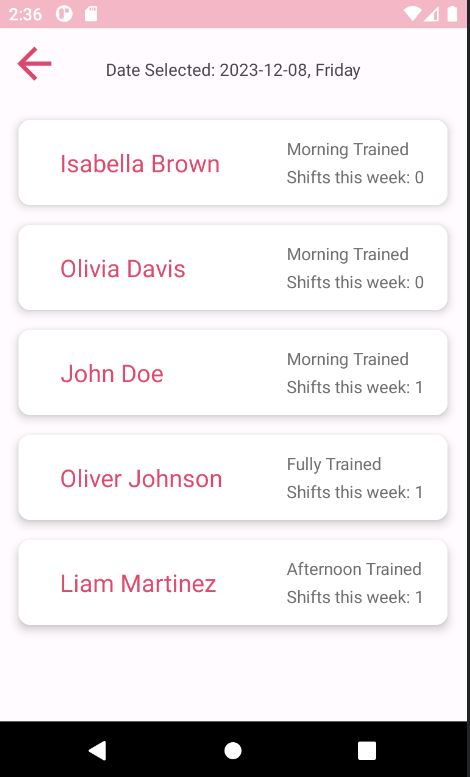 2:36
Date Selected: 2023-12-08, Friday
Isabella Brown
Morning Trained
Shifts this week: 0
Olivia Davis
Morning Trained
Shifts this week: 0
John Doe
Morning Trained
Shifts this week: 1
Oliver Johnson
Fully Trained
Shifts this week: 1
Liam Martinez
Afternoon Trained
Shifts this week: 1